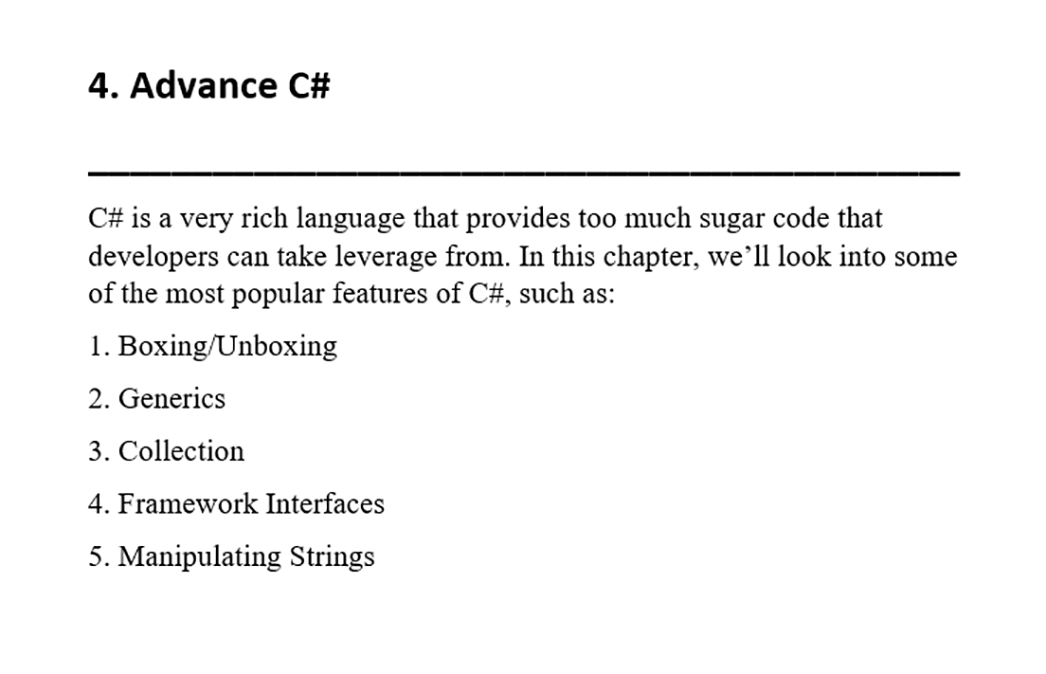 4. Advance C#
C# is a very rich language that provides too much sugar code that
developers can take leverage from. In this chapter, we’ll look into some
of the most popular features of C#, such as:
1. Boxing/Unboxing
2. Generics
3. Collection
4. Framework Interfaces
5. Manipulating Strings